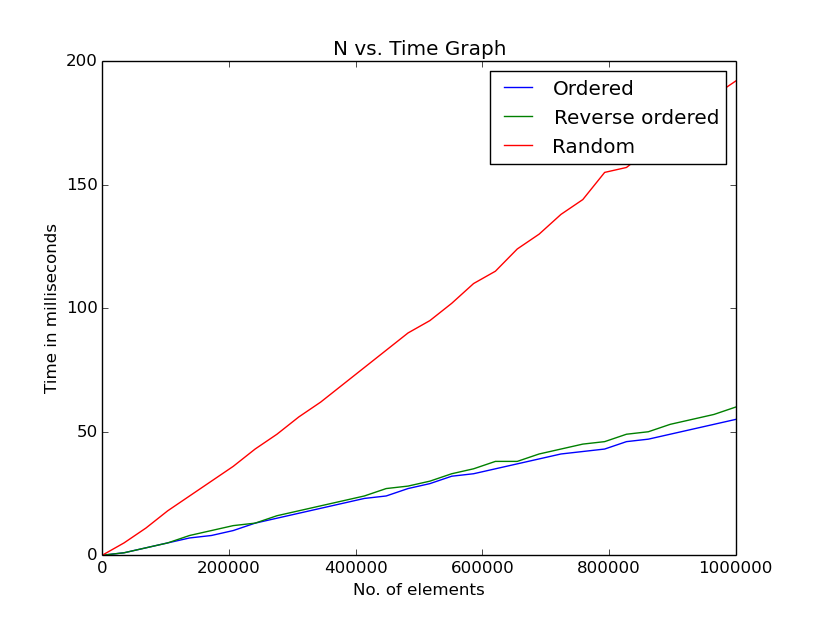 N vs. Time Graph
200
150
100
50
0
Time in milliseconds
Ordered
Reverse ordered
Random
0 200000 400000 600000 800000 1000000
No. of elements